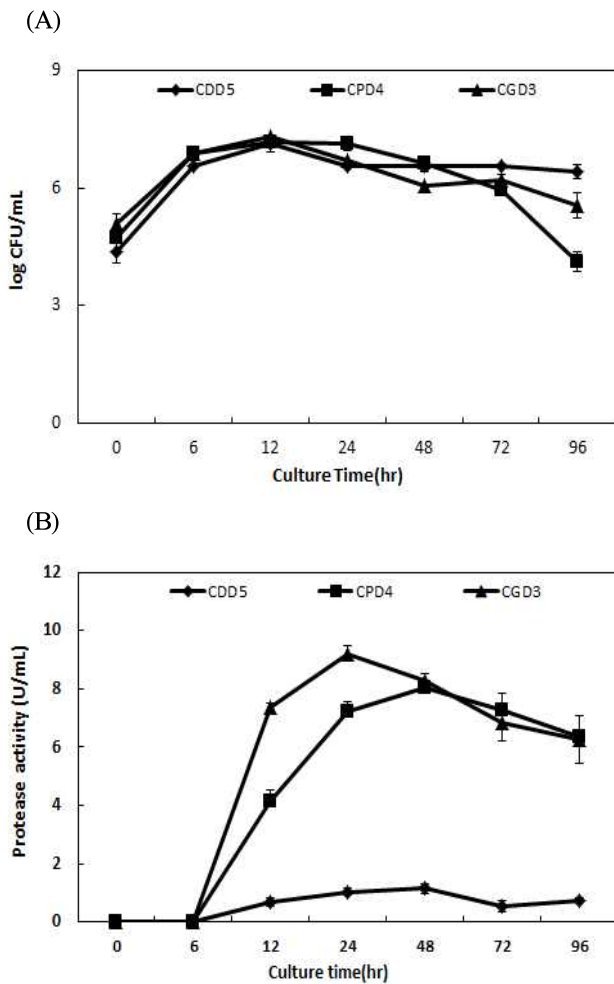 (A)
9
CDD5 CPD4 CGD3
6
3
0
log CFU/mL
0 6 12 24 48 72 96
Culture Time(hr)
(B)
12
CDD5 CPD4 CGD3
10
8
6
4
2
0
Protease activity (U/mL)
0 6 12 24 48 72 96
Culture time(hr)